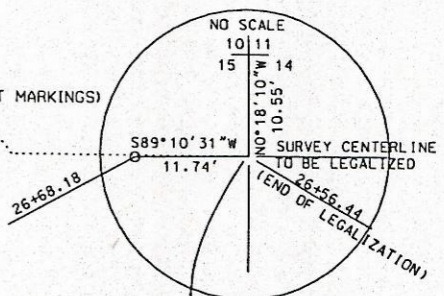 NO SCALE
10 11
15 14
T MARKINGS)
N0°18'10"W
10.55'
S89°10'31"W
11.74'
SURVEY CENTERLINE
TO BE LEGALIZED
26+68.18
26+56.44
(END OF LEGALIZATION)